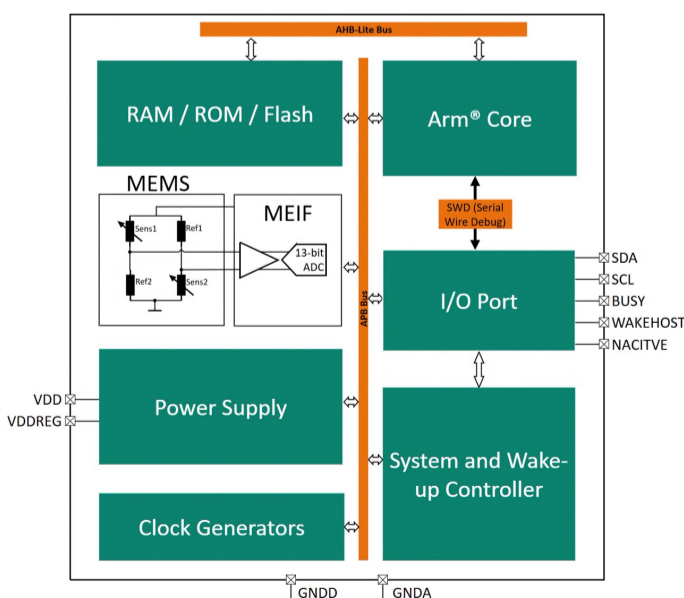 AHB-Lite Bus
RAM / ROM / Flash
Arm® Core
MEMS
MEIF
Sens1
Ref1
Ref2
Sens2
13-bit
ADC
SWD (Serial
Wire Debug)
APB Bus
I/O Port
SDA
SCL
BUSY
WAKEHOST
NACITVE
VDD
VDDREG
Power Supply
System and Wake-
up Controller
Clock Generators
GNDD
GNDA